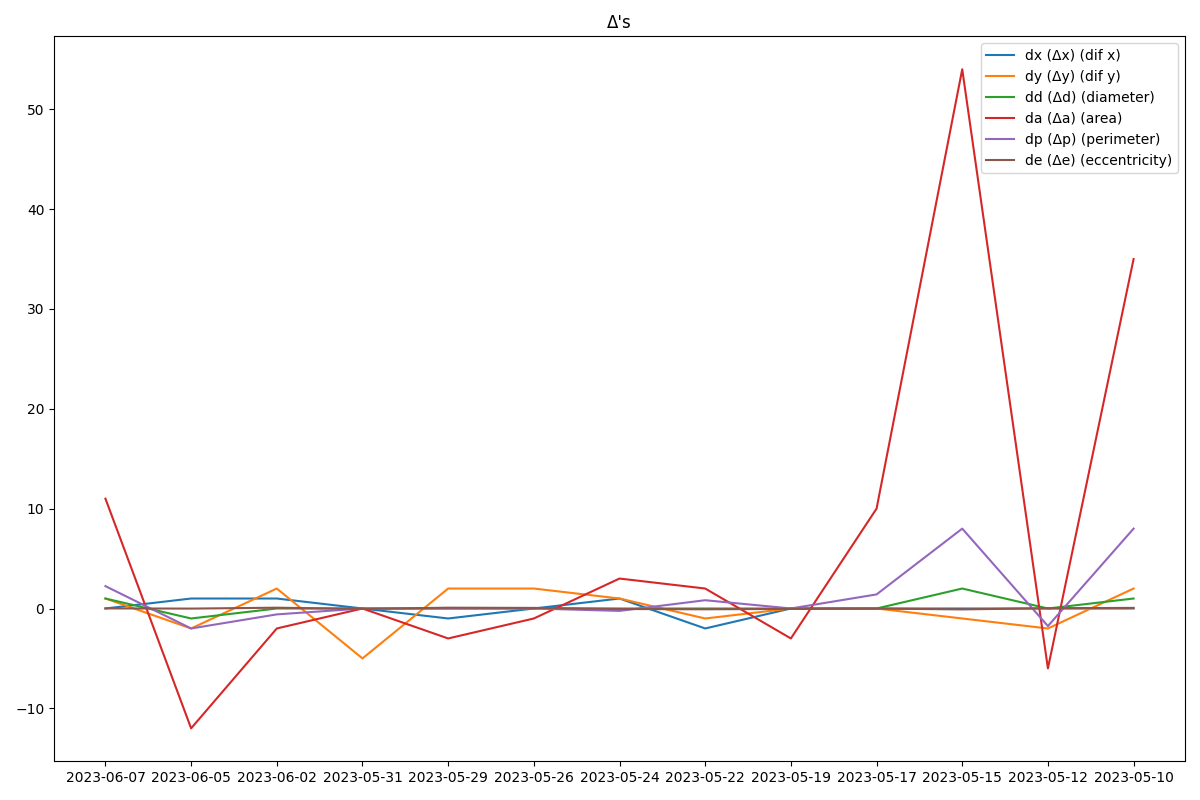 Δ's
dx (Δx) (dif x)
dy (Δy) (dif y)
dd (Δd) (diameter)
da (Δa) (area)
dp (Δp) (perimeter)
de (Δe) (eccentricity)
50
40
30
20
10
0
−10
2023-06-07 2023-06-05 2023-06-02 2023-05-31 2023-05-29 2023-05-26 2023-05-24 2023-05-22 2023-05-19 2023-05-17 2023-05-15 2023-05-12 2023-05-10